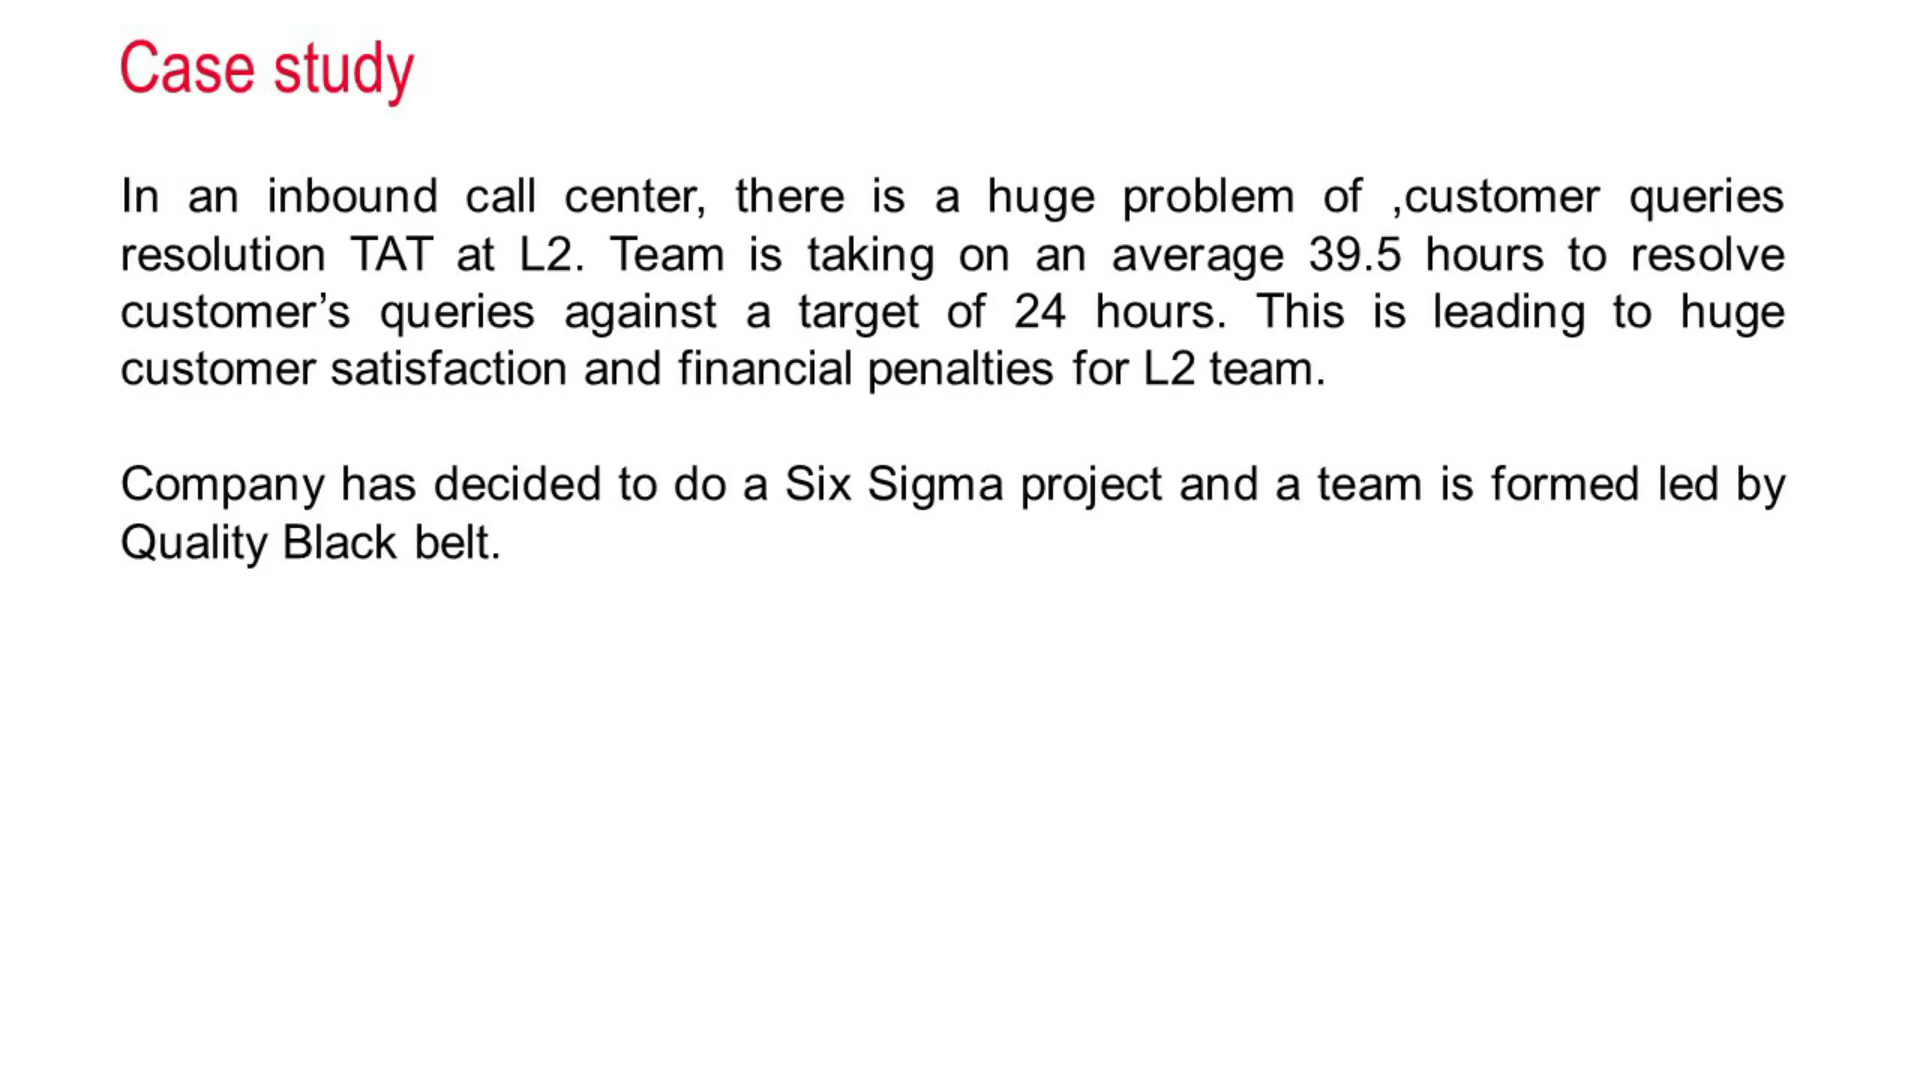 Case study
In an inbound call center, there is a huge problem of ,customer queries
resolution TAT at L2. Team is taking on an average 39.5 hours to resolve
customer’s queries against a target of 24 hours. This is leading to huge
customer satisfaction and financial penalties for L2 team.
Company has decided to do a Six Sigma project and a team is formed led by
Quality Black belt.